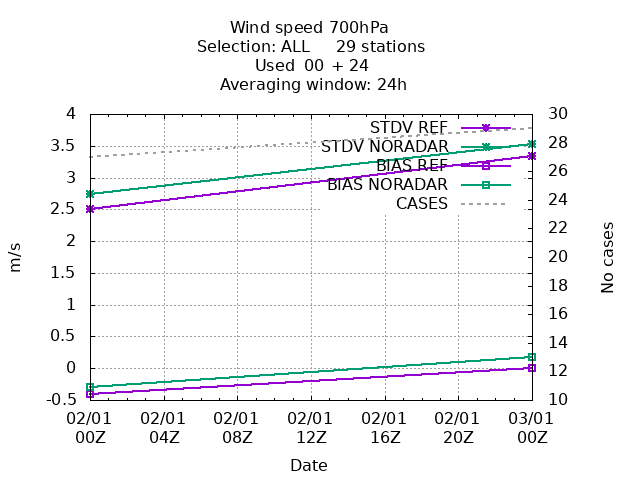 Wind speed 700hPa
Selection: ALL     29 stations
Used  00 + 24
Averaging window: 24h
STDV REF
STDV NORADAR
BIAS REF
BIAS NORADAR
CASES
4
3.5
3
2.5
2
1.5
1
0.5
0
-0.5
30
28
26
24
22
20
18
16
14
12
10
m/s
No cases
02/01 02/01 02/01 02/01 02/01 02/01 03/01
00Z 04Z 08Z 12Z 16Z 20Z 00Z
Date